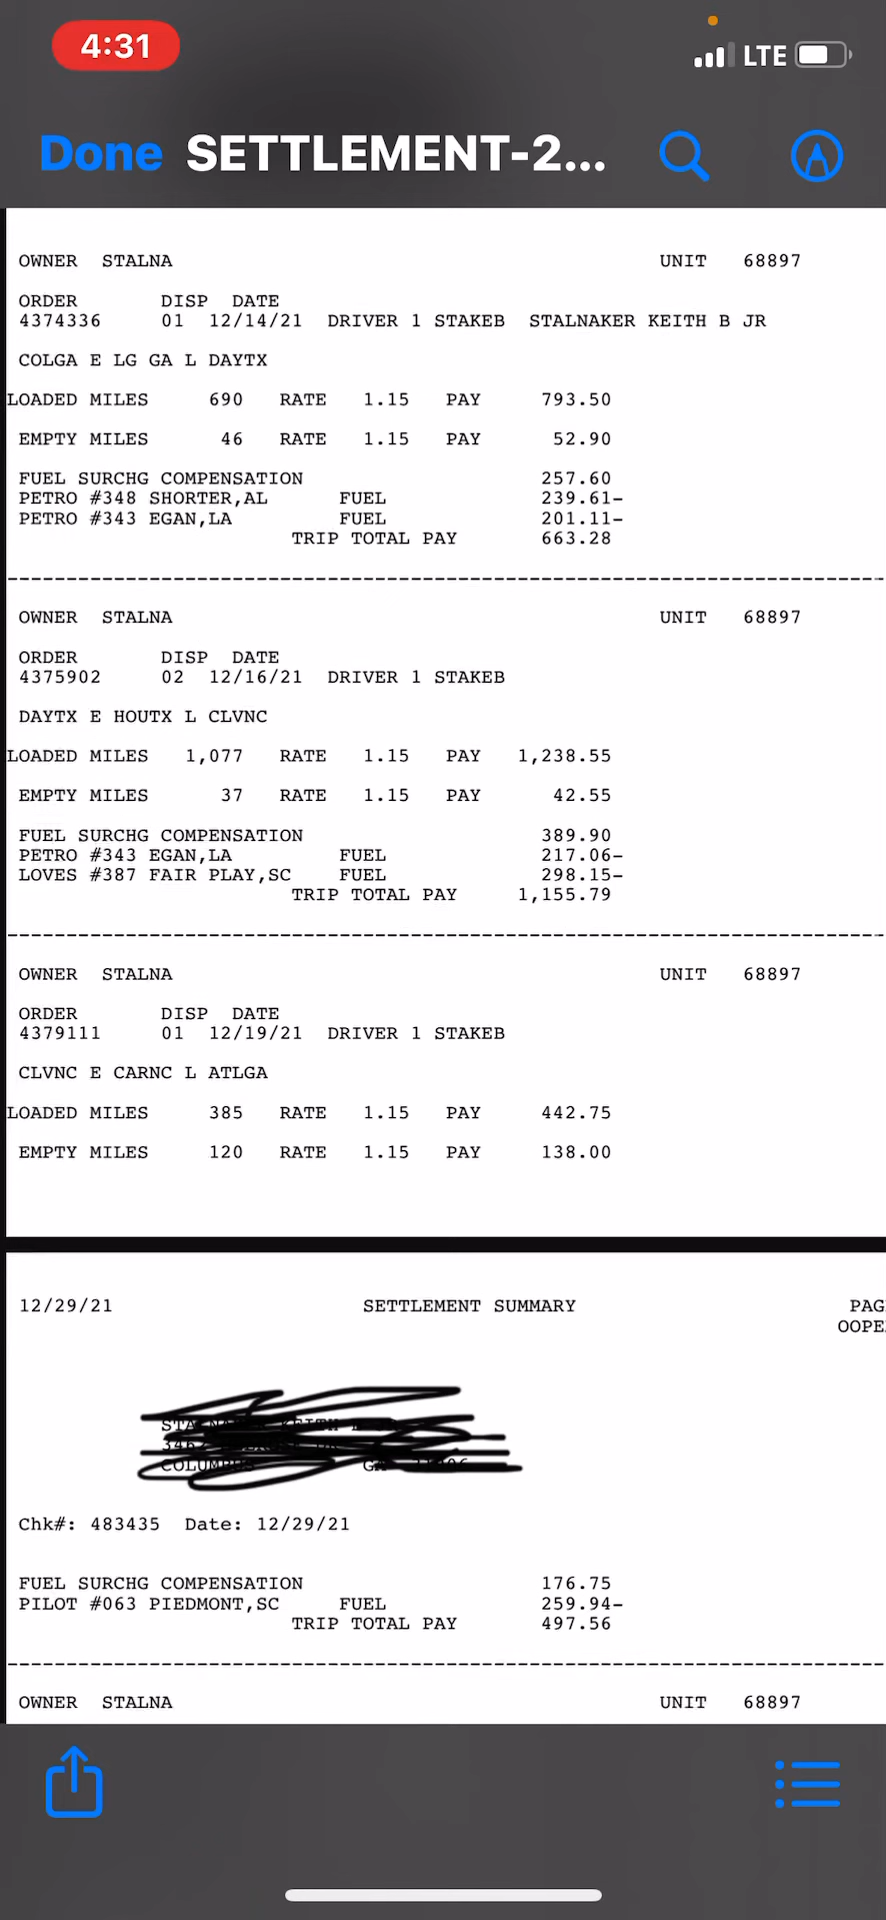 4:31
LTE
Done SETTLEMENT-2...
OWNER STALNA UNIT 68897
ORDER DISP DATE
4374336 01 12/14/21 DRIVER 1 STAKEB STALNAKER KEITH B JR
COLGA E LG GA L DAYTX
LOADED MILES 690 RATE 1.15 PAY 793.50
EMPTY MILES 46 RATE 1.15 PAY 52.90
FUEL SURCHG COMPENSATION 257.60
PETRO #348 SHORTER,AL FUEL 239.61-
PETRO #343 EGAN,LA FUEL 201.11-
TRIP TOTAL PAY 663.28
OWNER STALNA UNIT 68897
ORDER DISP DATE
4375902 02 12/16/21 DRIVER 1 STAKEB
DAYTX E HOUTX L CLVNC
LOADED MILES 1,077 RATE 1.15 PAY 1,238.55
EMPTY MILES 37 RATE 1.15 PAY 42.55
FUEL SURCHG COMPENSATION 389.90
PETRO #343 EGAN,LA FUEL 217.06-
LOVES #387 FAIR PLAY,SC FUEL 298.15-
TRIP TOTAL PAY 1,155.79
OWNER STALNA UNIT 68897
ORDER DISP DATE
4379111 01 12/19/21 DRIVER 1 STAKEB
CLVNC E CARNC L ATLGA
LOADED MILES 385 RATE 1.15 PAY 442.75
EMPTY MILES 120 RATE 1.15 PAY 138.00
12/29/21 SETTLEMENT SUMMARY PAG
OOPE
Chk#: 483435 Date: 12/29/21
FUEL SURCHG COMPENSATION 176.75
PILOT #063 PIEDMONT,SC FUEL 259.94-
TRIP TOTAL PAY 497.56
OWNER STALNA UNIT 68897